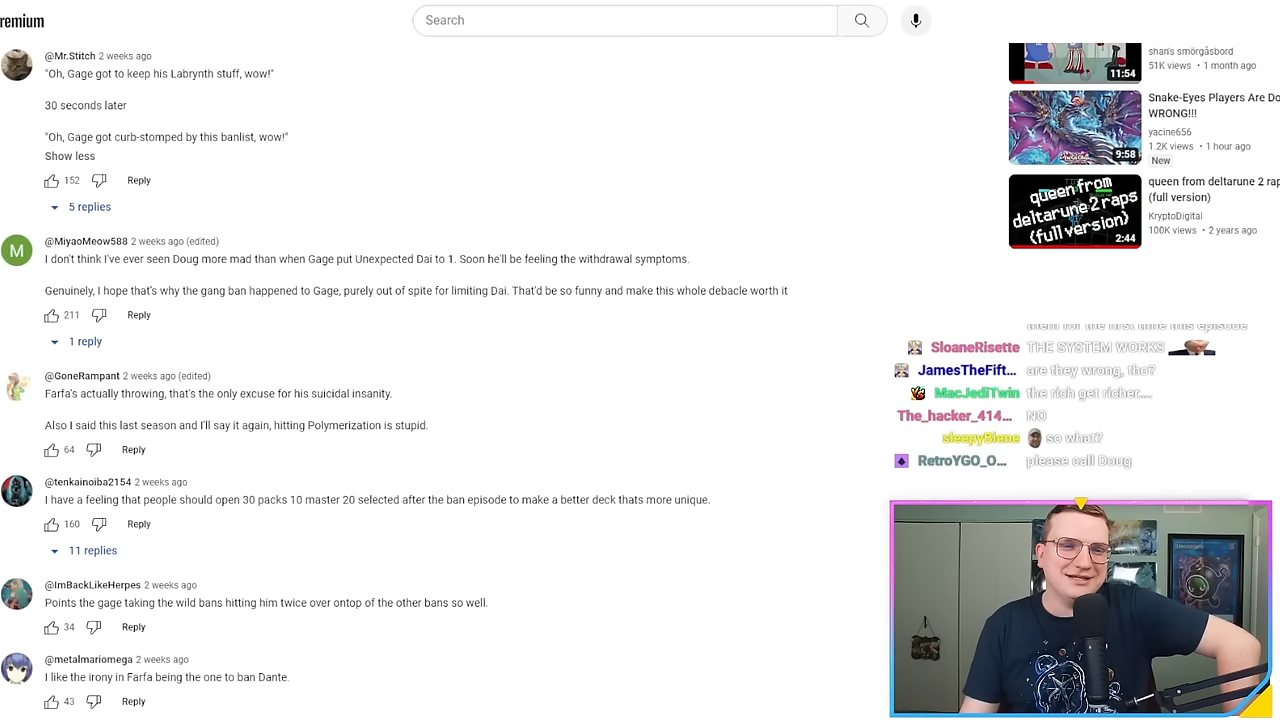 remium
Search
@Mr.Stitch 2 weeks ago
"Oh, Gage got to keep his Labrynth stuff, wow!"
30 seconds later
"Oh, Gage got curb-stomped by this banlist, wow!"
Show less
152 Reply
5 replies
M
@MiyaoMeow588 2 weeks ago (edited)
I don't think I've ever seen Doug more mad than when Gage put Unexpected Dai to 1. Soon he'll be feeling the withdrawal symptoms.
Genuinely, I hope that's why the gang ban happened to Gage, purely out of spite for limiting Dai. That'd be so funny and make this whole debacle worth it
211 Reply
1 reply
@GoneRampant 2 weeks ago (edited)
Farfa's actually throwing, that's the only excuse for his suicidal insanity.
Also I said this last season and I'll say it again, hitting Polymerization is stupid.
64 Reply
@tenkainoiba2154 2 weeks ago
I have a feeling that people should open 30 packs 10 master 20 selected after the ban episode to make a better deck thats more unique.
160 Reply
11 replies
@ImBackLikeHerpes 2 weeks ago
Points the gage taking the wild bans hitting him twice over ontop of the other bans so well.
34 Reply
@metalmariomega 2 weeks ago
I like the irony in Farfa being the one to ban Dante.
43 Reply
shan's smörgåsbord
51K views • 1 month ago
11:54
Snake-Eyes Players Are Do
WRONG!!!
yacine656
1.2K views • 1 hour ago
New
9:58
queen from
deltarune 2 raps
(full version)
2:44
queen from deltarune 2 rap
(full version)
KryptoDigital
100K views • 2 years ago
them for the first time this episode
SloaneRisette THE SYSTEM WORKS
JamesTheFift... are they wrong, tho?
MacJediTwin the rich get richer....
The_hacker_414... NO
sleepyBlene so what?
RetroYGO_O... please call Doug